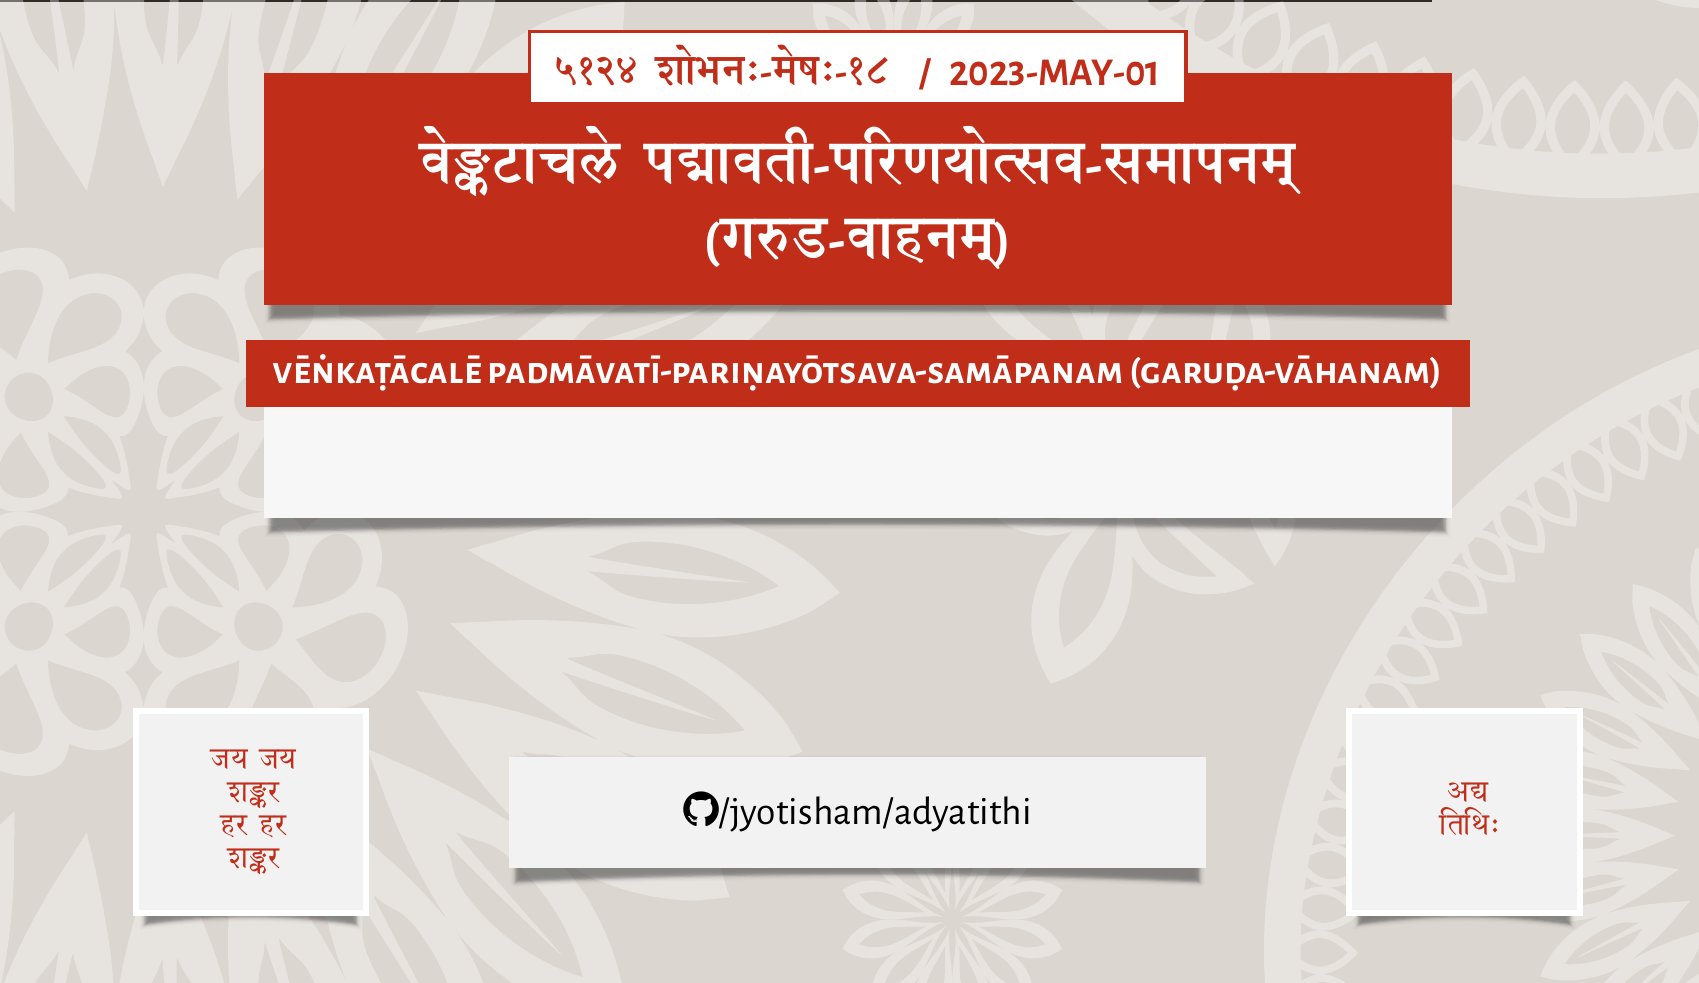 ५१२४ शोभनः-मेषः-१८ / 2023-MAY-01
वेङ्कटाचले पद्मावती-परिणयोत्सव-समापनम्
(गरुड-वाहनम्)
VĒṄKAṬĀCALĒ PADMĀVATĪ-PARIṆAYŌTSAVA-SAMĀPANAM (GARUḌA-VĀHANAM)
जय जय
शङ्कर
हर हर
शङ्कर
/jyotisham/adyatithi
अद्य
तिथिः